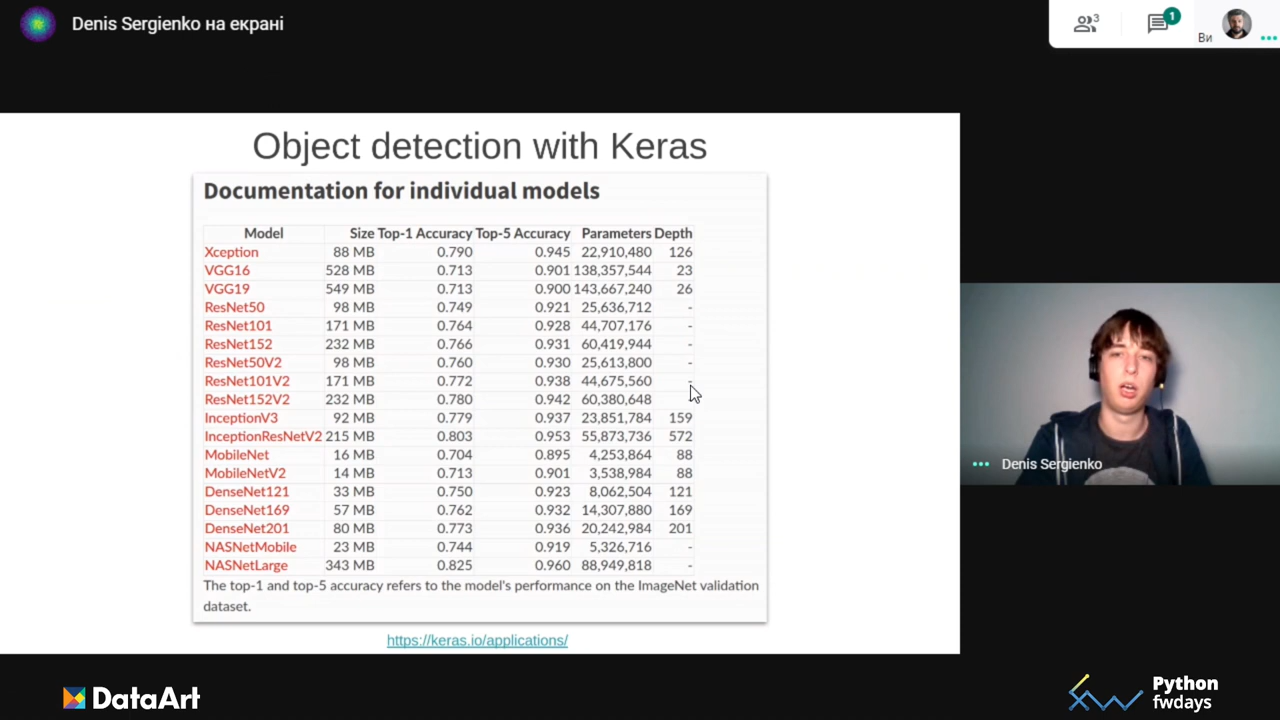 Denis Sergienko на екрані
3
1
Ви
Object detection with Keras
Documentation for individual models
Model Size Top-1 Accuracy Top-5 Accuracy Parameters Depth
Xception 88 MB 0.790 0.945 22,910,480 126
VGG16 528 MB 0.713 0.901 138,357,544 23
VGG19 549 MB 0.713 0.900 143,667,240 26
ResNet50 98 MB 0.749 0.921 25,636,712 -
ResNet101 171 MB 0.764 0.928 44,707,176 -
ResNet152 232 MB 0.766 0.931 60,419,944 -
ResNet50V2 98 MB 0.760 0.930 25,613,800 -
ResNet101V2 171 MB 0.772 0.938 44,675,560 -
ResNet152V2 232 MB 0.780 0.942 60,380,648
InceptionV3 92 MB 0.779 0.937 23,851,784 159
InceptionResNetV2 215 MB 0.803 0.953 55,873,736 572
MobileNet 16 MB 0.704 0.895 4,253,864 88
MobileNetV2 14 MB 0.713 0.901 3,538,984 88
DenseNet121 33 MB 0.750 0.923 8,062,504 121
DenseNet169 57 MB 0.762 0.932 14,307,880 169
DenseNet201 80 MB 0.773 0.936 20,242,984 201
NASNetMobile 23 MB 0.744 0.919 5,326,716 -
NASNetLarge 343 MB 0.825 0.960 88,949,818 -
The top-1 and top-5 accuracy refers to the model's performance on the ImageNet validation
dataset.
https://keras.io/applications/
Denis Sergienko
DataArt
Python
fwdays